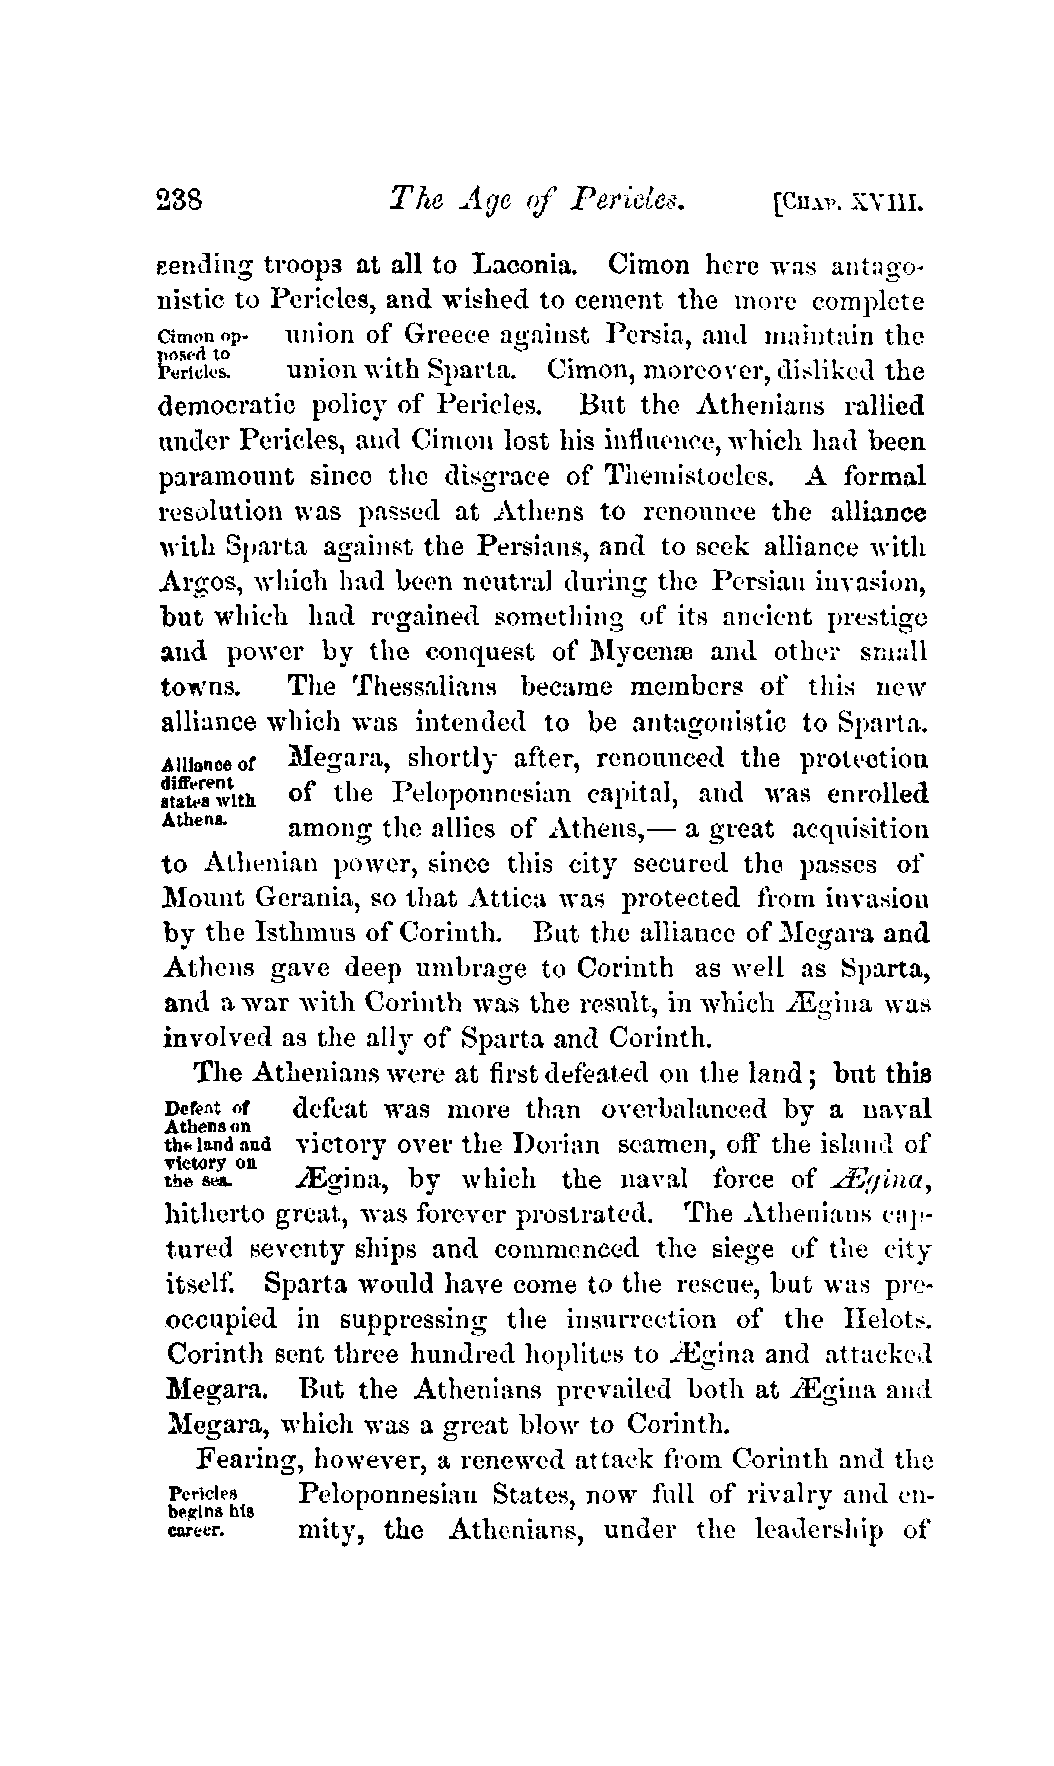 238 The Age of Pericles. [CHAP. XVIII.
sending troops at all to Laconia. Cimon here was antago-
nistic to Pericles, and wished to cement the more complete
Cimon op-
posed to
Pericles.
union of Greece against Persia, and maintain the
union with Sparta. Cimon, moreover, disliked the
democratic policy of Pericles. But the Athenians rallied
under Pericles, and Cimon lost his influence, which had been
paramount since the disgrace of Themistocles. A formal
resolution was passed at Athens to renounce the alliance
with Sparta against the Persians, and to seek alliance with
Argos, which had been neutral during the Persian invasion,
but which had regained something of its ancient prestige
and power by the conquest of Mycenæ and other small
towns. The Thessalians became members of this new
alliance which was intended to be antagonistic to Sparta.
Alliance of
different
states with
Athens.
Megara, shortly after, renounced the protection
of the Peloponnesian capital, and was enrolled
among the allies of Athens,— a great acquisition
to Athenian power, since this city secured the passes of
Mount Gerania, so that Attica was protected from invasion
by the Isthmus of Corinth. But the alliance of Megara and
Athens gave deep umbrage to Corinth as well as Sparta,
and a war with Corinth was the result, in which Ægina was
involved as the ally of Sparta and Corinth.
The Athenians were at first defeated on the land; but this
Defeat of
Athens on
the land and
victory on
the sea.
defeat was more than overbalanced by a naval
victory over the Dorian seamen, off the island of
Ægina, by which the naval force of Ægina,
hitherto great, was forever prostrated. The Athenians cap-
tured seventy ships and commenced the siege of the city
itself. Sparta would have come to the rescue, but was pre-
occupied in suppressing the insurrection of the Helots.
Corinth sent three hundred hoplites to Ægina and attacked
Megara. But the Athenians prevailed both at Ægina and
Megara, which was a great blow to Corinth.
Fearing, however, a renewed attack from Corinth and the
Pericles
begins his
career.
Peloponnesian States, now full of rivalry and en-
mity, the Athenians, under the leadership of